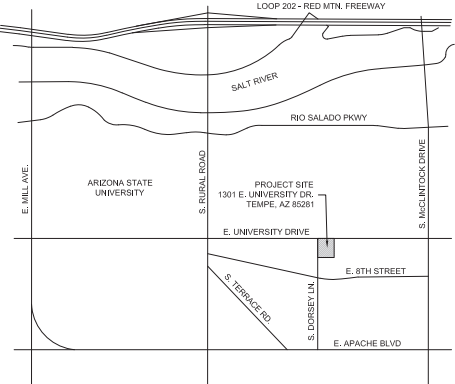 LOOP 202 - RED MTN. FREEWAY
SALT RIVER
RIO SALADO PKWY
E. MILL AVE.
ARIZONA STATE
UNIVERSITY
S. RURAL ROAD
PROJECT SITE
1301 E. UNIVERSITY DR.
TEMPE, AZ 85281
S. McCLINTOCK DRIVE
E. UNIVERSITY DRIVE
S. TERRACE RD.
S. DORSEY LN.
E. 8TH STREET
E. APACHE BLVD